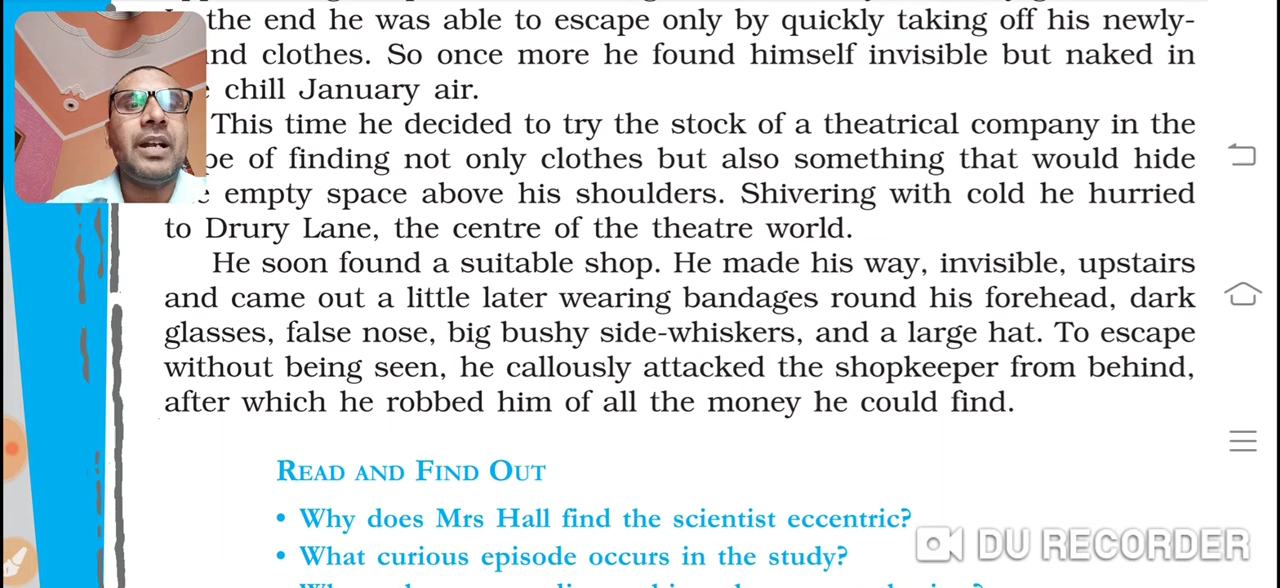 the end he was able to escape only by quickly taking off his newly-
clothes. So once more he found himself invisible but naked in
chill January air.
This time he decided to try the stock of a theatrical company in the
of finding not only clothes but also something that would hide
empty space above his shoulders. Shivering with cold he hurried
to Drury Lane, the centre of the theatre world.
He soon found a suitable shop. He made his way, invisible, upstairs
and came out a little later wearing bandages round his forehead, dark
glasses, false nose, big bushy side-whiskers, and a large hat. To escape
without being seen, he callously attacked the shopkeeper from behind,
after which he robbed him of all the money he could find.
READ AND FIND OUT
• Why does Mrs Hall find the scientist eccentric?
• What curious episode occurs in the study?
DU RECORDER